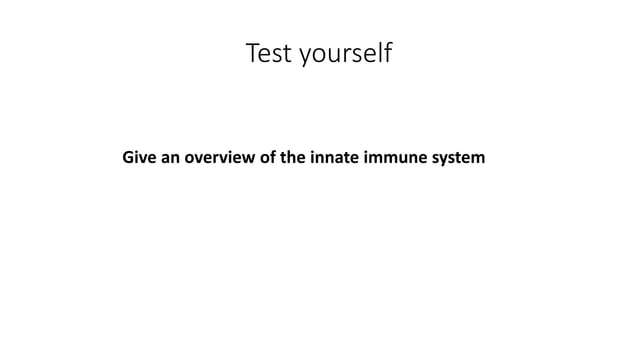 Test yourself
Give an overview of the innate immune system